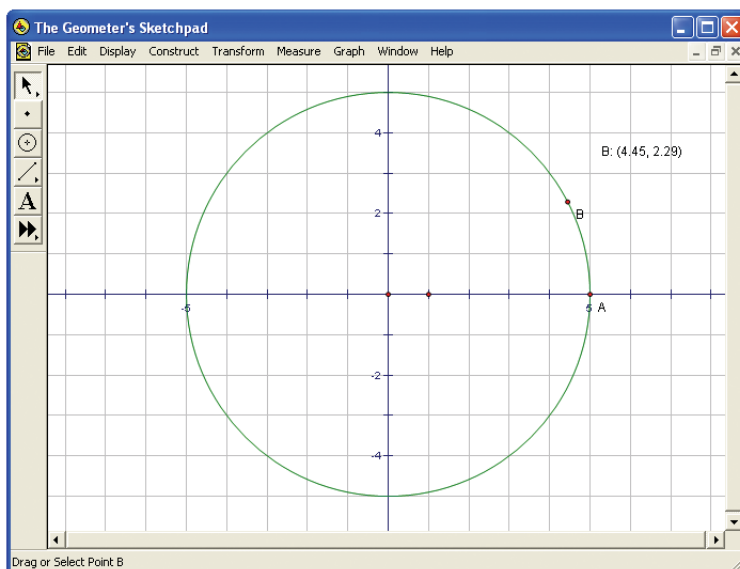 The Geometer's Sketchpad
File Edit Display Construct Transform Measure Graph Window Help
A
4
B: (4.45, 2.29)
2
B
-5
5
A
-2
-4
Drag or Select Point B